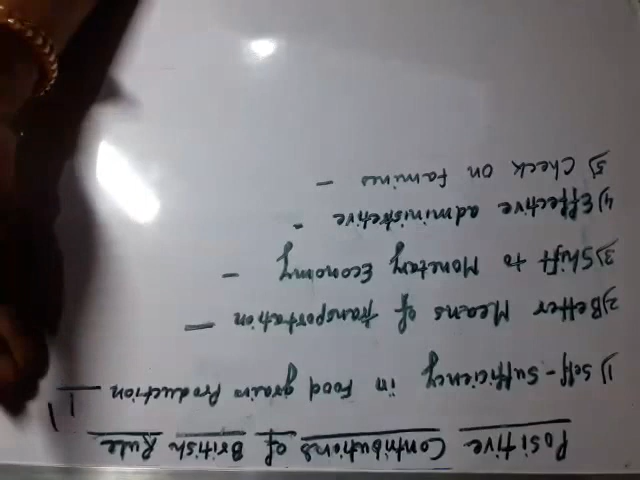 Positive Contributions of British Rule
1) Self-Sufficiency in Food grain Production —
2) Better Means of transportation —
3) Shift to Monetary Economy -
4) Effective administrative -
5) Check on famines -